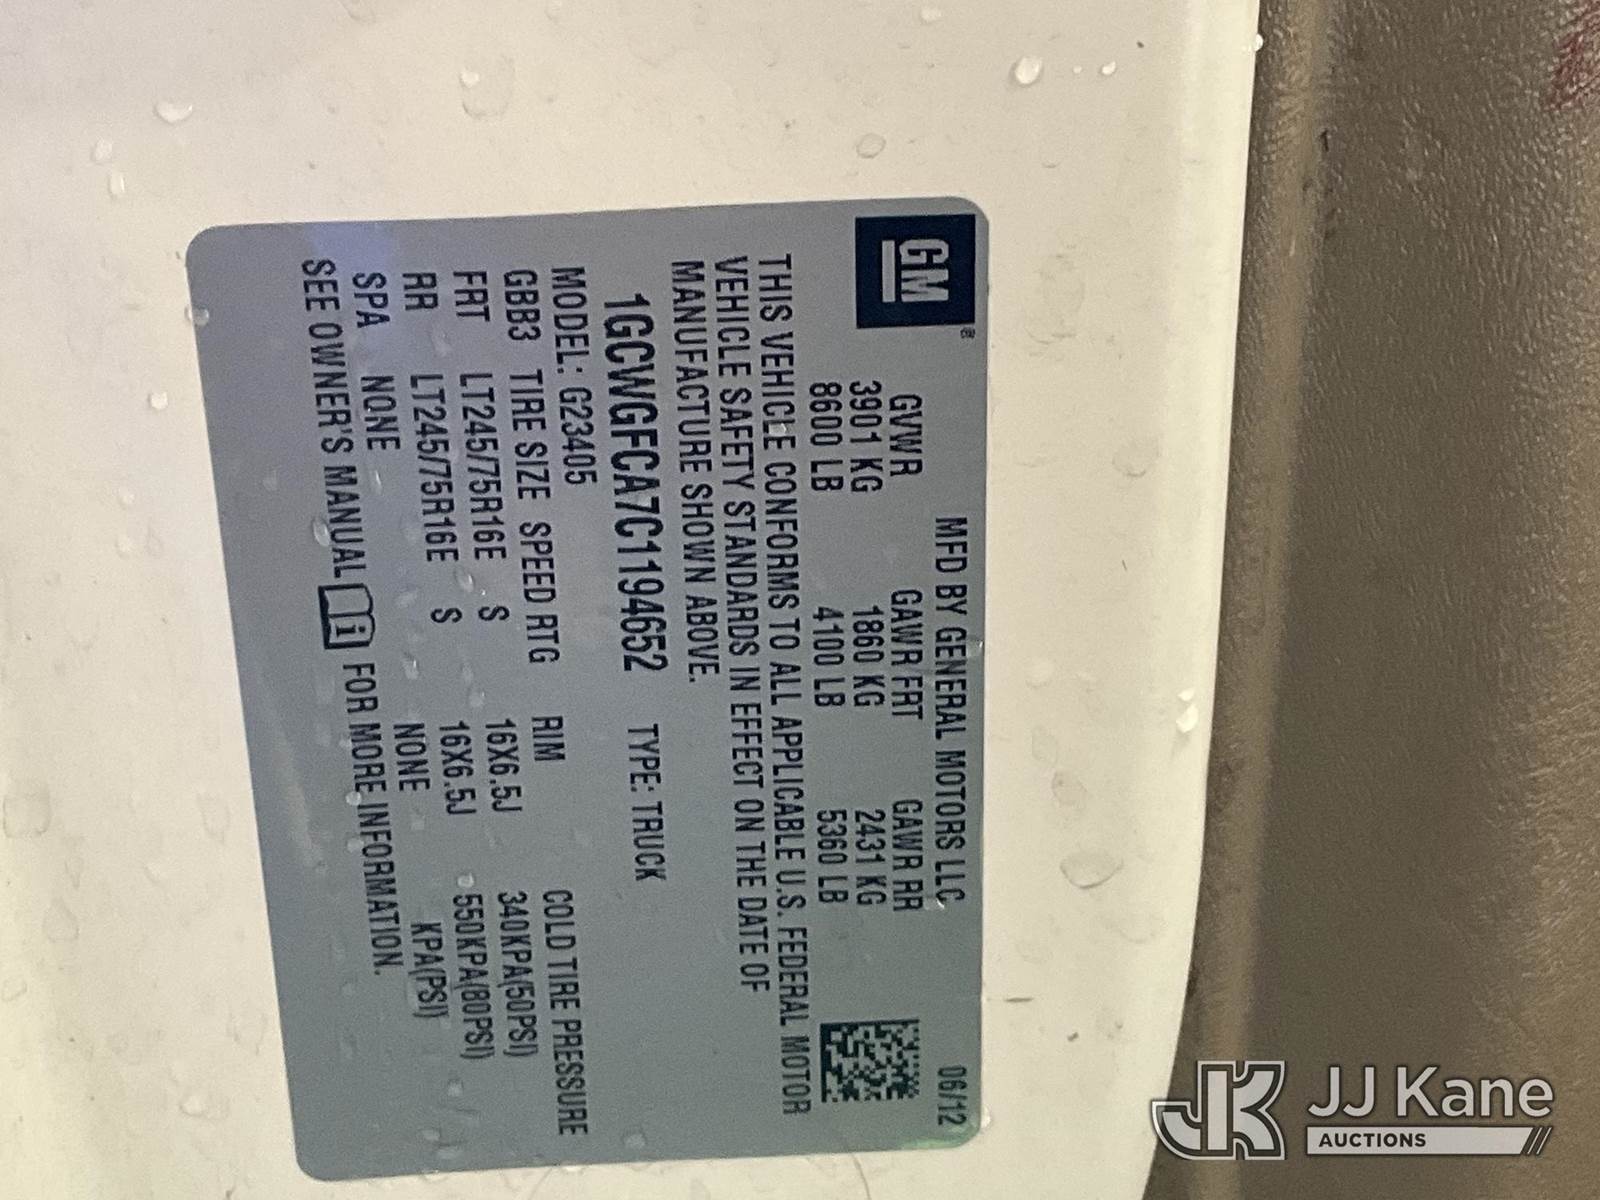 GM®
MFD BY GENERAL MOTORS LLC 06/12
GVWR GAWR FRT GAWR RR
3901 KG 1860 KG 2431 KG
8600 LB 4100 LB 5360 LB
THIS VEHICLE CONFORMS TO ALL APPLICABLE U.S. FEDERAL MOTOR
VEHICLE SAFETY STANDARDS IN EFFECT ON THE DATE OF
MANUFACTURE SHOWN ABOVE.
1GCWGFCA7C1194652 TYPE: TRUCK
MODEL: G23405
GBB3 TIRE SIZE SPEED RTG RIM COLD TIRE PRESSURE
FRT LT245/75R16E S 16X6.5J 340KPA(50PSI)
RR LT245/75R16E S 16X6.5J 550KPA(80PSI)
SPA NONE NONE KPA(PSI)
SEE OWNER'S MANUAL i FOR MORE INFORMATION.
JK JJ Kane
AUCTIONS